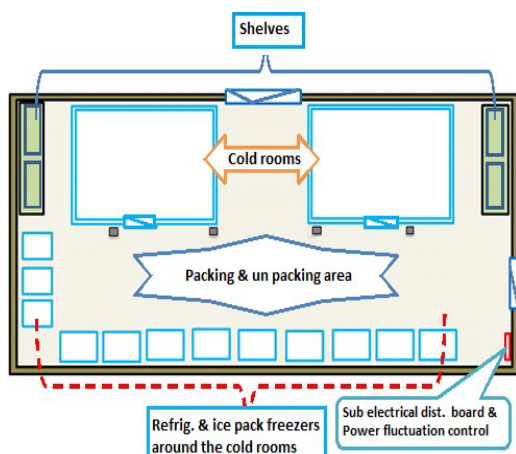 Shelves
Cold rooms
Packing & un packing area
Refrig. & ice pack freezers
around the cold rooms
Sub electrical dist. board &
Power fluctuation control